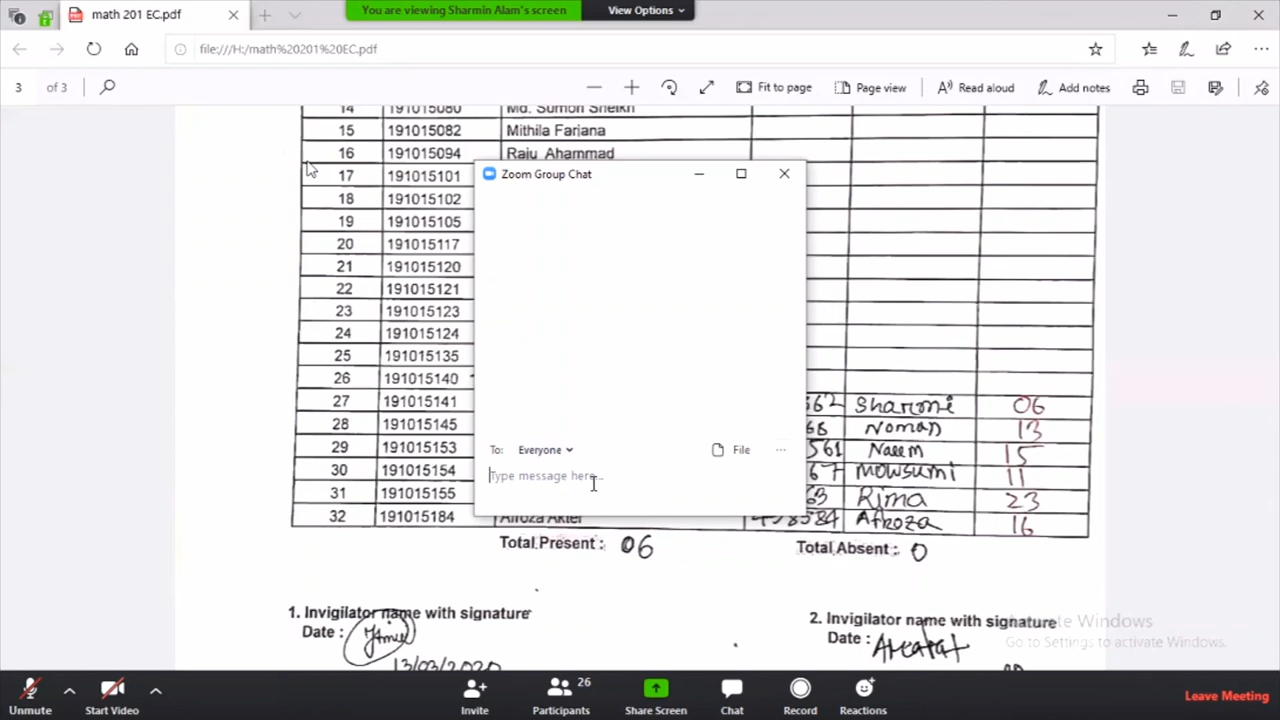 math 201 EC.pdf
You are viewing Sharmin Alam's screen
View Options
file:///H:/math%20201%20EC.pdf
3 of 3
Fit to page
Page view
Read aloud
Add notes
14 191015080 Md. Sumon Sheikh
15 191015082 Mithila Farjana
16 191015094 Raju Ahammad
17 191015101
18 191015102
19 191015105
20 191015117
21 191015120
22 191015121
23 191015123
24 191015124
25 191015135
26 191015140
27 191015141 Sharmi 06
28 191015145 Noman 13
29 191015153 561 Naeem 15
30 191015154 67 Mowsumi 11
31 191015155 Rima 23
32 191015184 Afroza Akter Afroza 16
Zoom Group Chat
To: Everyone
File
Type message here...
Total Present : 06
Total Absent : 0
1. Invigilator name with signature
Date :
13/03/2020
2. Invigilator name with signature
Date : Arafat
Activate Windows
Go to Settings to activate Windows.
Unmute
Start Video
Invite
26
Participants
Share Screen
Chat
Record
Reactions
Leave Meeting